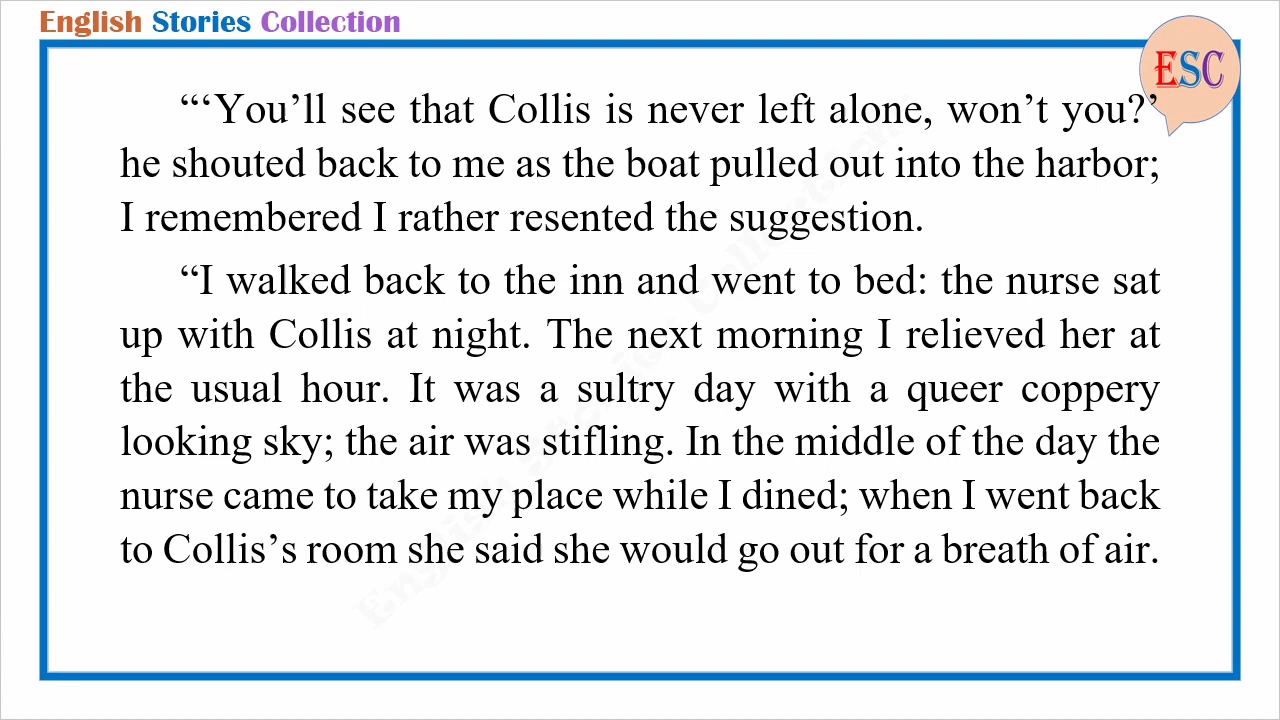 English Stories Collection
ESC
“‘You’ll see that Collis is never left alone, won’t you?’
he shouted back to me as the boat pulled out into the harbor;
I remembered I rather resented the suggestion.
“I walked back to the inn and went to bed: the nurse sat
up with Collis at night. The next morning I relieved her at
the usual hour. It was a sultry day with a queer coppery
looking sky; the air was stifling. In the middle of the day the
nurse came to take my place while I dined; when I went back
to Collis’s room she said she would go out for a breath of air.
English Stories Collection